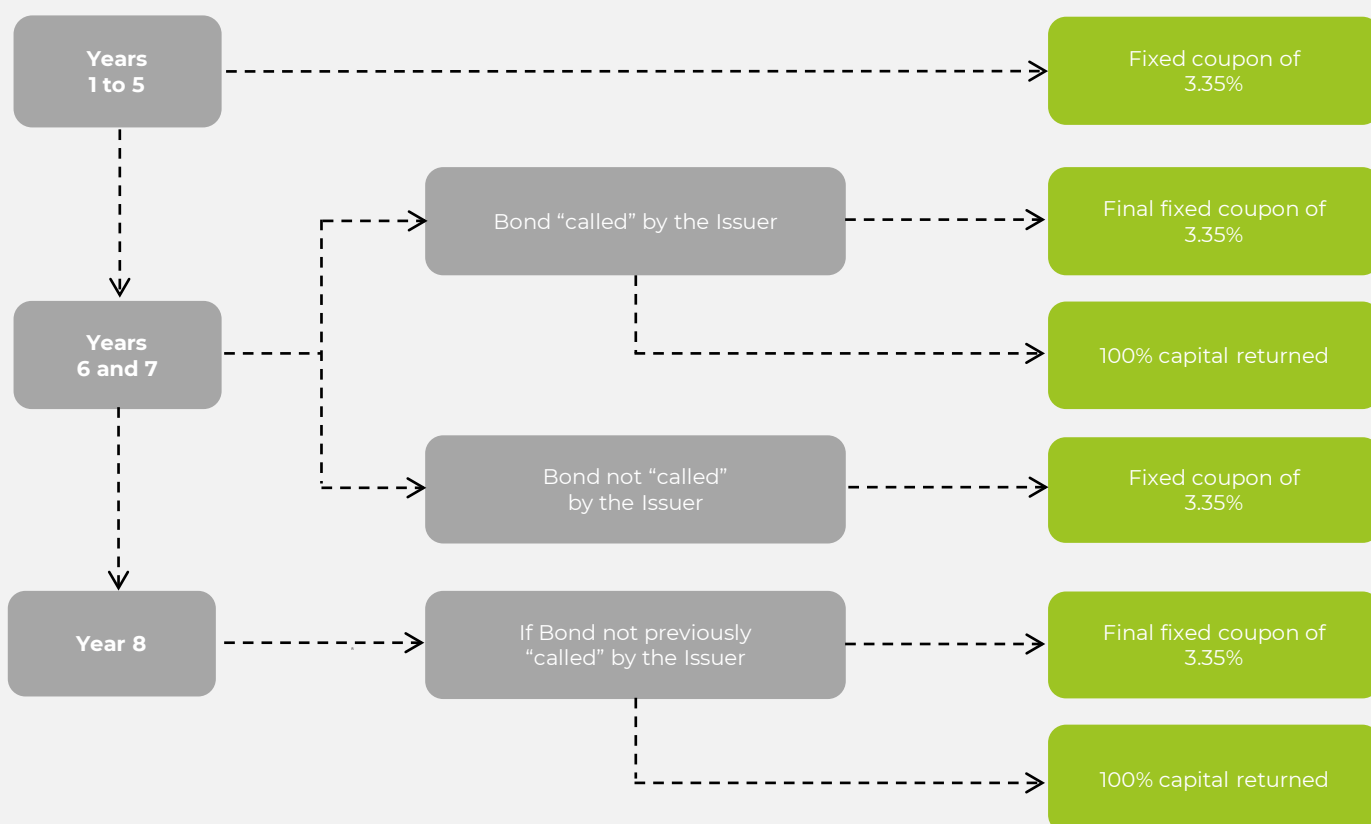 Years
1 to 5
Fixed coupon of
3.35%
Bond “called” by the Issuer
Final fixed coupon of
3.35%
Years
6 and 7
100% capital returned
Bond not “called”
by the Issuer
Fixed coupon of
3.35%
Year 8
If Bond not previously
“called” by the Issuer
Final fixed coupon of
3.35%
100% capital returned